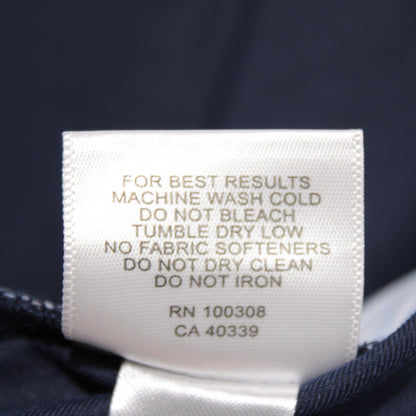 FOR BEST RESULTS
MACHINE WASH COLD
DO NOT BLEACH
TUMBLE DRY LOW
NO FABRIC SOFTENERS
DO NOT DRY CLEAN
DO NOT IRON
RN 100308
CA 40339